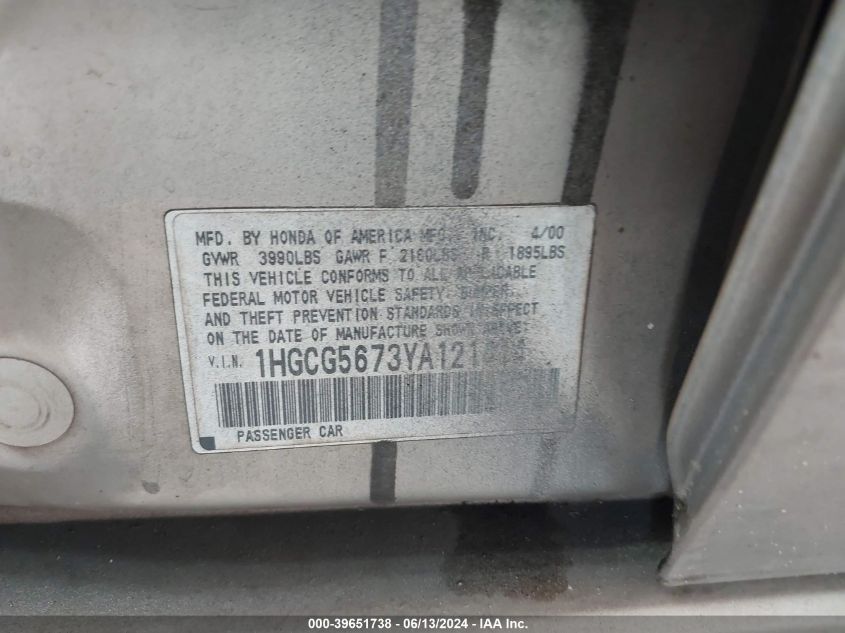 MFD. BY HONDA OF AMERICA MFG., INC. 4/00
GVWR 3990LBS GAWR F 2160LBS R 1895LBS
THIS VEHICLE CONFORMS TO ALL APPLICABLE
FEDERAL MOTOR VEHICLE SAFETY, BUMPER,
AND THEFT PREVENTION STANDARDS IN EFFECT
ON THE DATE OF MANUFACTURE SHOWN ABOVE.
V.I.N.
PASSENGER CAR
000-39651738 - 06/13/2024 - IAA Inc.